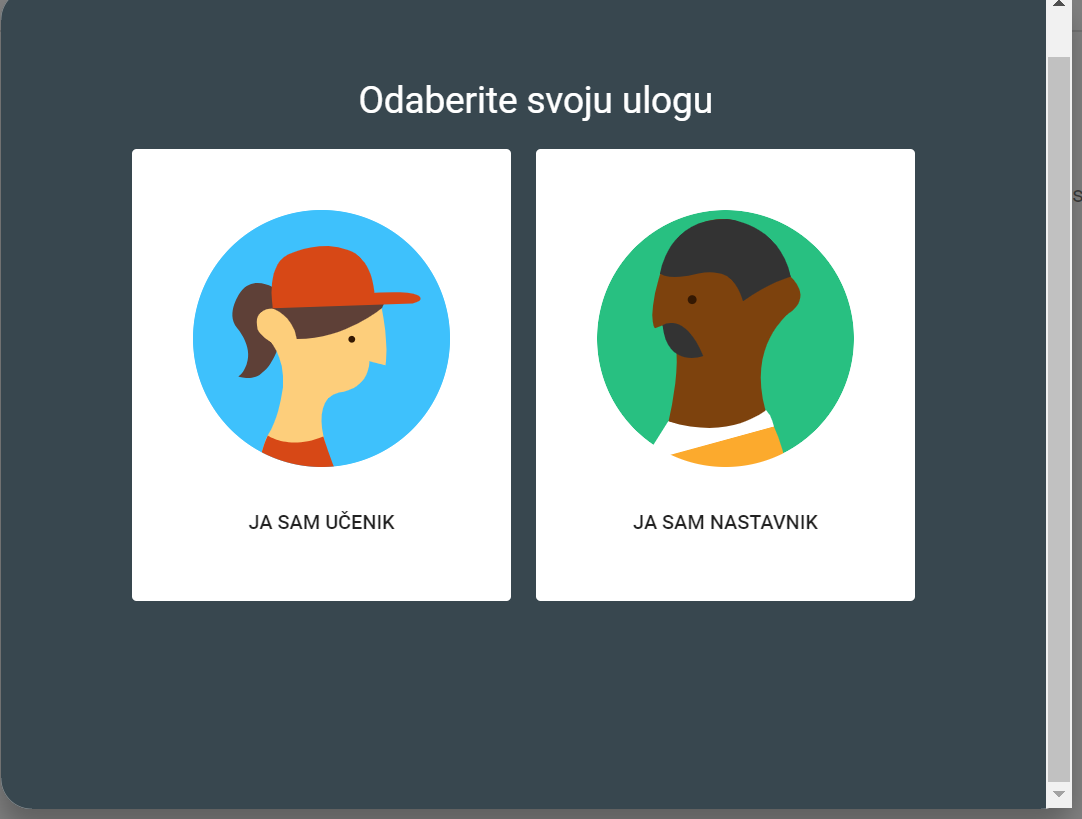 Odaberite svoju ulogu
JA SAM UČENIK
JA SAM NASTAVNIK